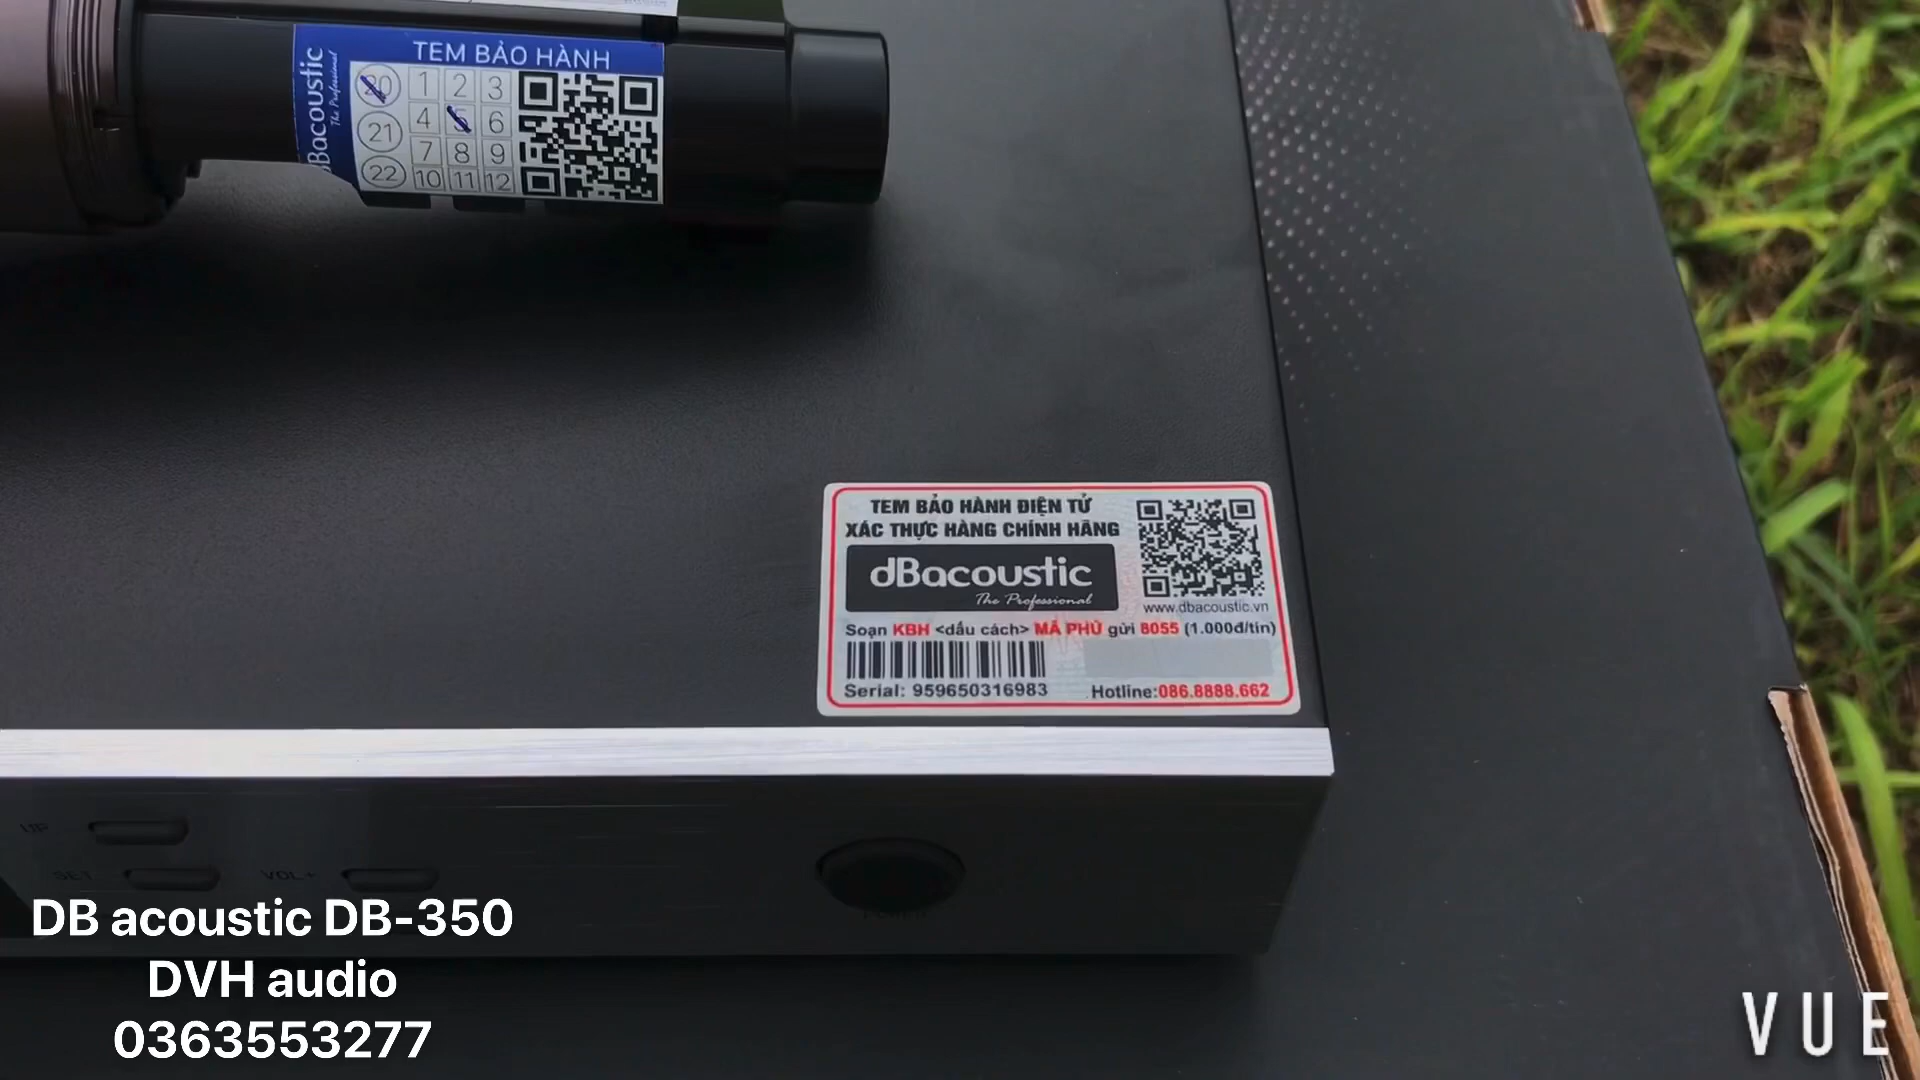 TEM BẢO HÀNH
dBacoustic
The Professional
20 1 2 3
21 4 5 6
22 7 8 9
10 11 12
TEM BẢO HÀNH ĐIỆN TỬ
XÁC THỰC HÀNG CHÍNH HÃNG
dBacoustic
The Professional
www.dbacoustic.vn
Soạn KBH <dấu cách> MÃ PHỦ gửi 8055 (1.000đ/tin)
Serial: 959650316983
Hotline:086.8888.662
UP
SET VOL+
DB acoustic DB-350
DVH audio
0363553277
VUE